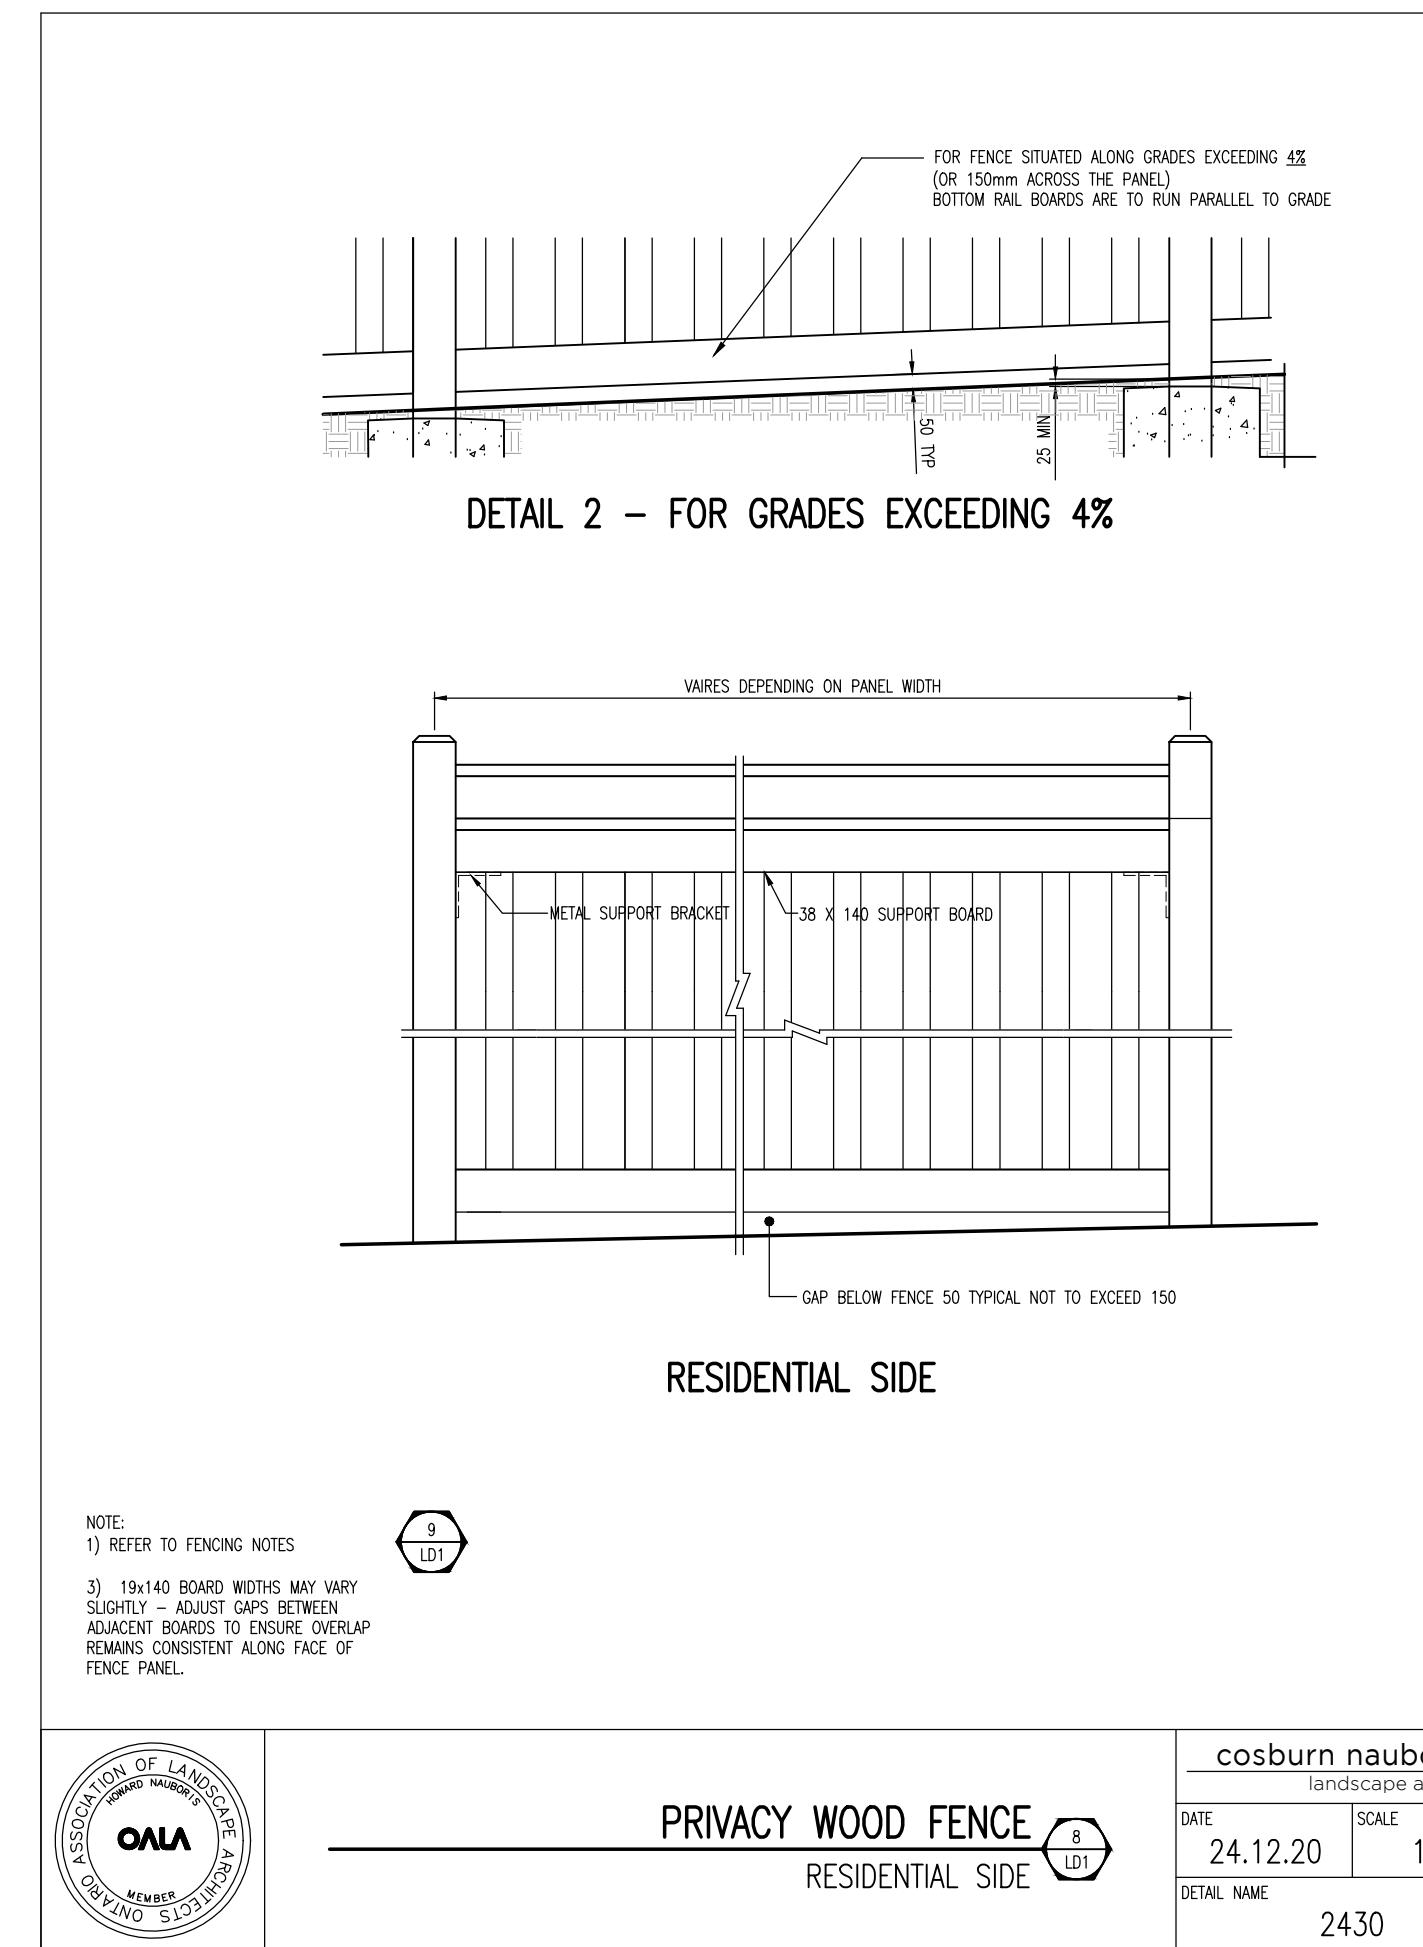 FOR FENCE SITUATED ALONG GRADES EXCEEDING 4%
(OR 150mm ACROSS THE PANEL)
BOTTOM RAIL BOARDS ARE TO RUN PARALLEL TO GRADE
50 TYP
25 MIN
DETAIL 2 – FOR GRADES EXCEEDING 4%
VAIRES DEPENDING ON PANEL WIDTH
METAL SUPPORT BRACKET
38 X 140 SUPPORT BOARD
GAP BELOW FENCE 50 TYPICAL NOT TO EXCEED 150
RESIDENTIAL SIDE
NOTE:
1) REFER TO FENCING NOTES
9
LD1
3) 19x140 BOARD WIDTHS MAY VARY
SLIGHTLY – ADJUST GAPS BETWEEN
ADJACENT BOARDS TO ENSURE OVERLAP
REMAINS CONSISTENT ALONG FACE OF
FENCE PANEL.
ONTARIO ASSOCIATION OF LANDSCAPE ARCHITECTS
HOWARD NAUBORIS
OALA
MEMBER
PRIVACY WOOD FENCE
RESIDENTIAL SIDE
8
LD1
cosburn naub
landscape a
DATE
24.12.20
SCALE
1
DETAIL NAME
2430